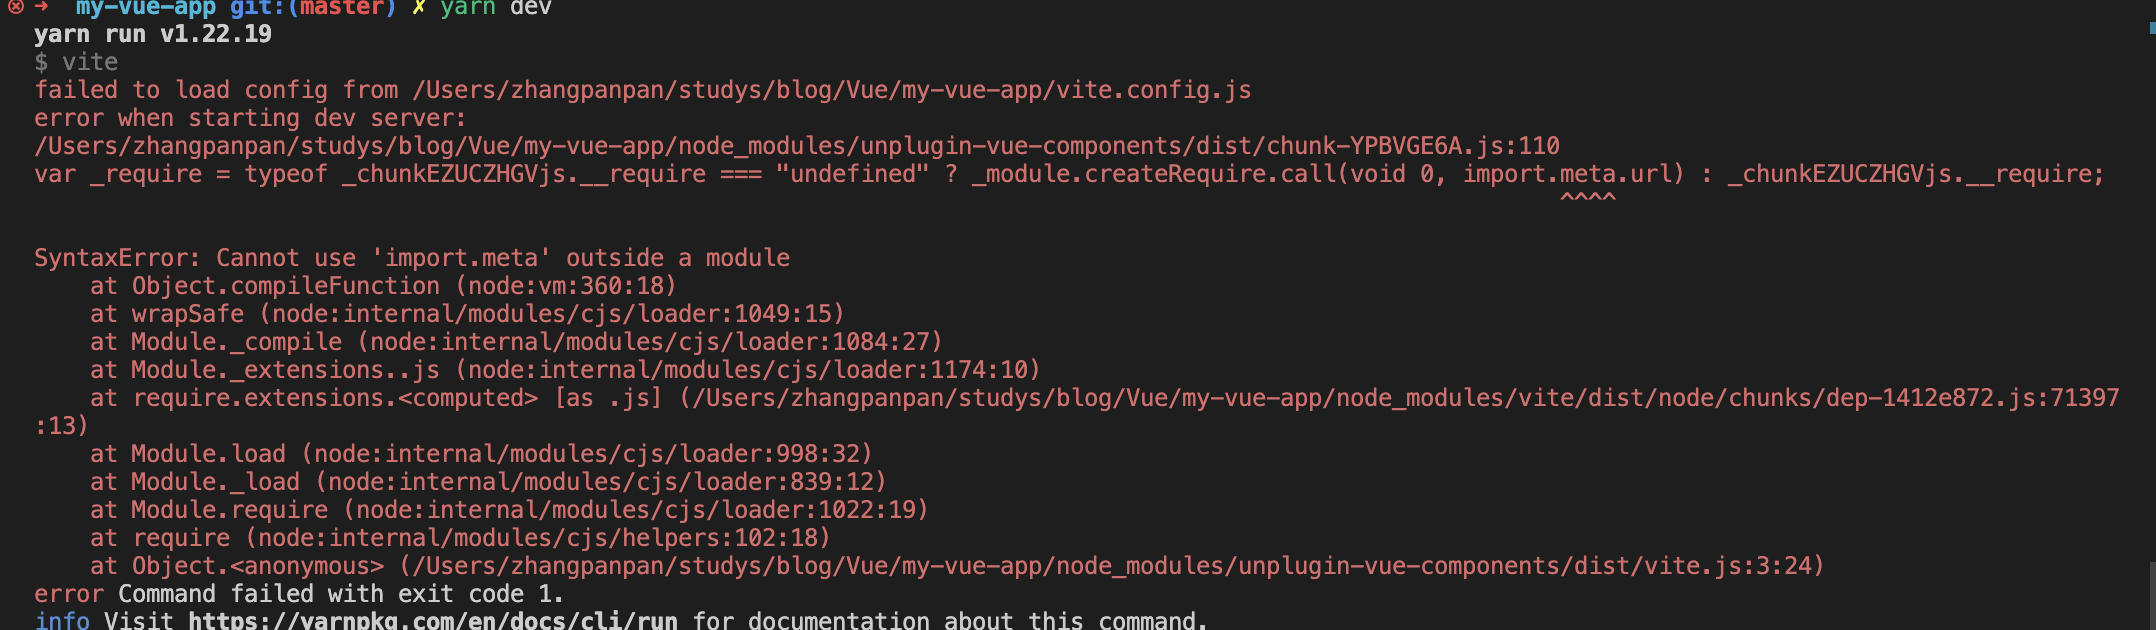 ⊗ → my-vue-app git:(master) ✗ yarn dev
yarn run v1.22.19
$ vite
failed to load config from /Users/zhangpanpan/studys/blog/Vue/my-vue-app/vite.config.js
error when starting dev server:
/Users/zhangpanpan/studys/blog/Vue/my-vue-app/node_modules/unplugin-vue-components/dist/chunk-YPBVGE6A.js:110
var _require = typeof _chunkEZUCZHGVjs.__require === "undefined" ? _module.createRequire.call(void 0, import.meta.url) : _chunkEZUCZHGVjs.__require;
^^^^
SyntaxError: Cannot use 'import.meta' outside a module
at Object.compileFunction (node:vm:360:18)
at wrapSafe (node:internal/modules/cjs/loader:1049:15)
at Module._compile (node:internal/modules/cjs/loader:1084:27)
at Module._extensions..js (node:internal/modules/cjs/loader:1174:10)
at require.extensions.<computed> [as .js] (/Users/zhangpanpan/studys/blog/Vue/my-vue-app/node_modules/vite/dist/node/chunks/dep-1412e872.js:71397
:13)
at Module.load (node:internal/modules/cjs/loader:998:32)
at Module._load (node:internal/modules/cjs/loader:839:12)
at Module.require (node:internal/modules/cjs/loader:1022:19)
at require (node:internal/modules/cjs/helpers:102:18)
at Object.<anonymous> (/Users/zhangpanpan/studys/blog/Vue/my-vue-app/node_modules/unplugin-vue-components/dist/vite.js:3:24)
error Command failed with exit code 1.
info Visit https://yarnpkg.com/en/docs/cli/run for documentation about this command.